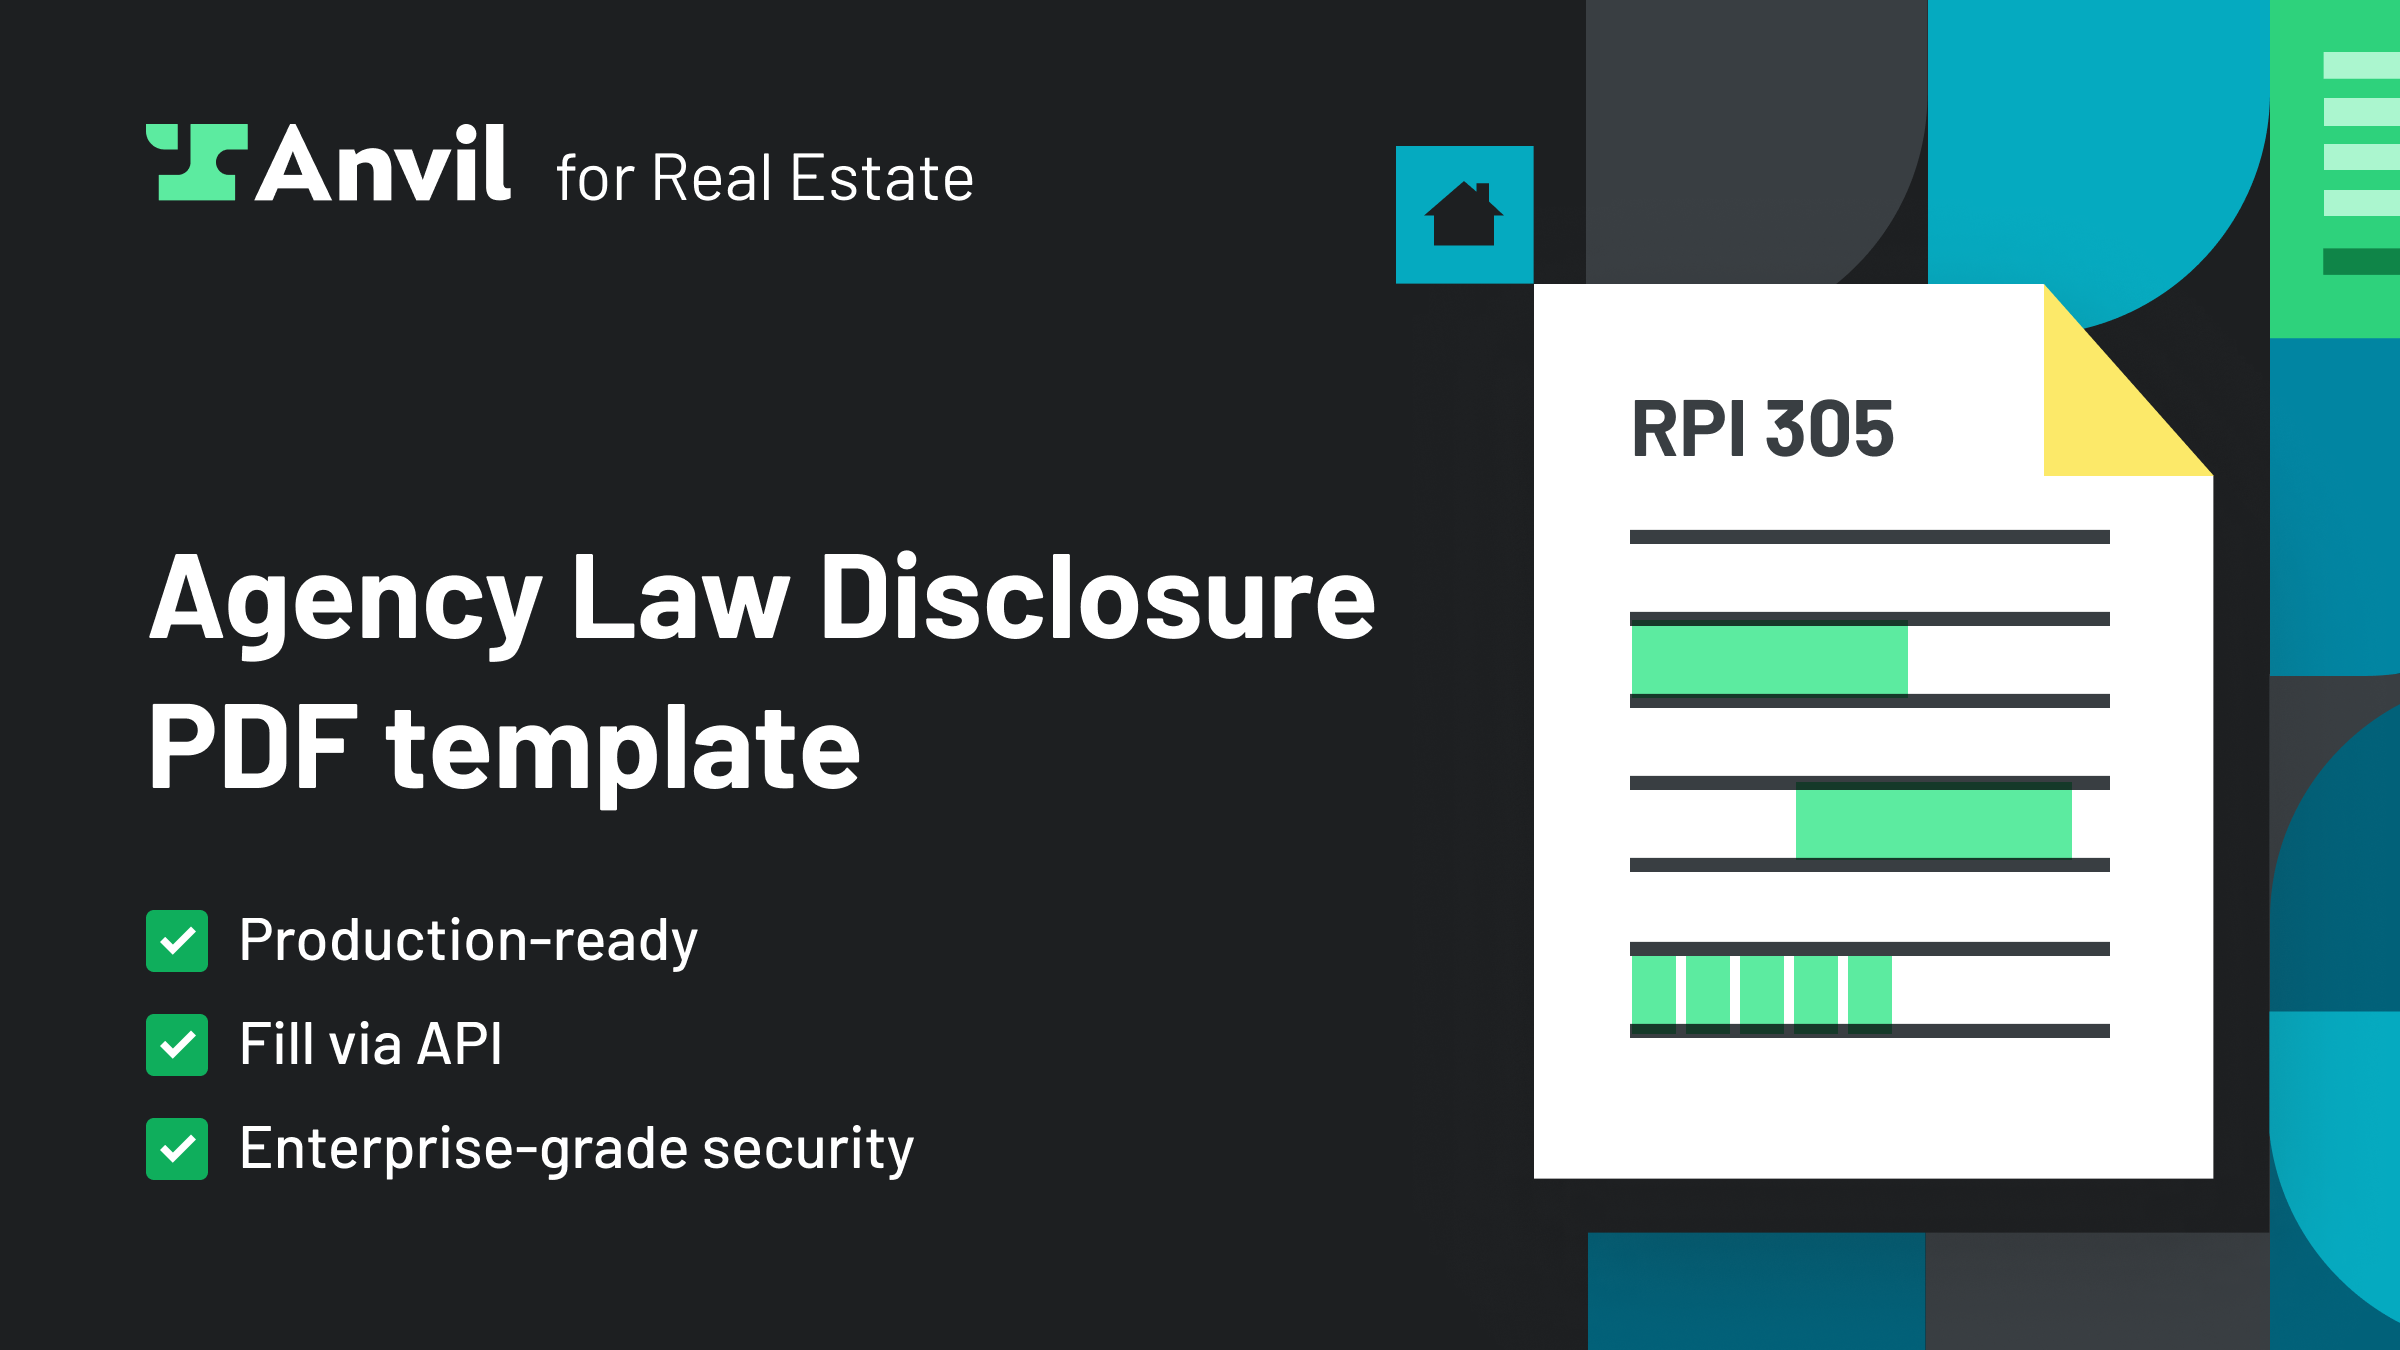 Anvil for Real Estate
RPI 305
Agency Law Disclosure
PDF template
Production-ready
Fill via API
Enterprise-grade security